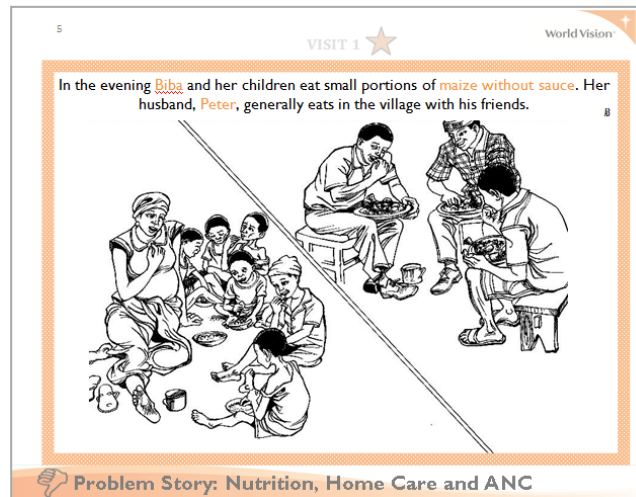 5
VISIT 1
World Vision
In the evening Biba and her children eat small portions of maize without sauce. Her
husband, Peter, generally eats in the village with his friends.
Problem Story: Nutrition, Home Care and ANC